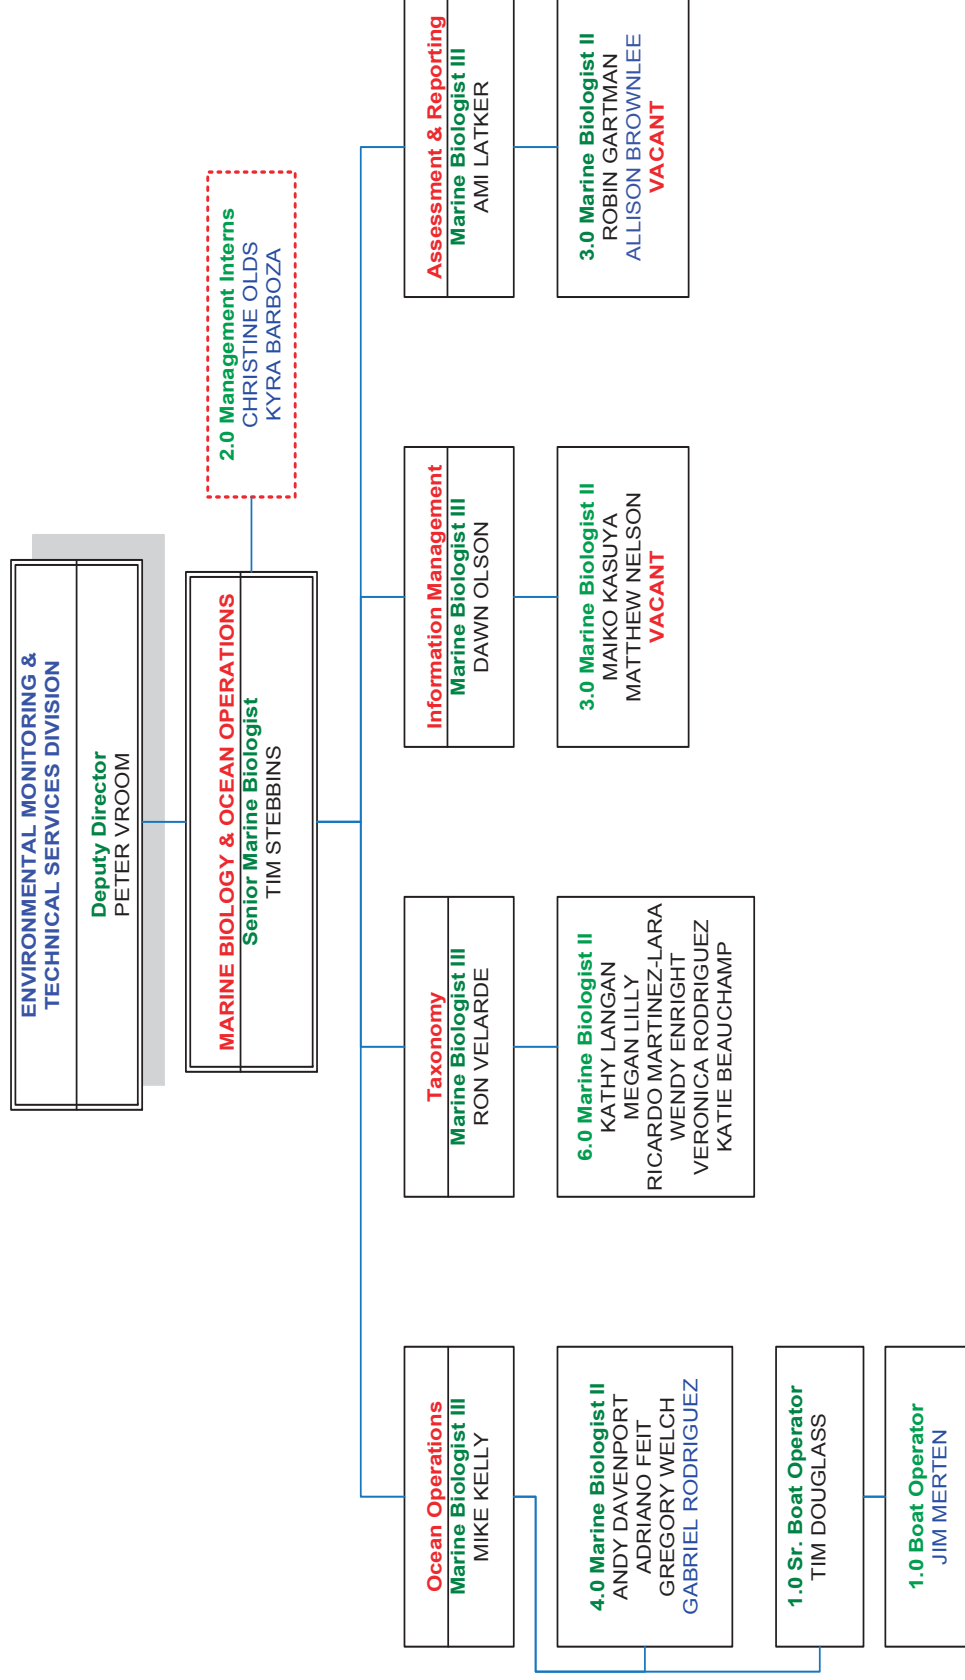 ENVIRONMENTAL MONITORING &
TECHNICAL SERVICES DIVISION
Deputy Director
PETER VROOM
MARINE BIOLOGY & OCEAN OPERATIONS
Senior Marine Biologist
TIM STEBBINS
2.0 Management Interns
CHRISTINE OLDS
KYRA BARBOZA
Ocean Operations
Marine Biologist III
MIKE KELLY
4.0 Marine Biologist II
ANDY DAVENPORT
ADRIANO FEIT
GREGORY WELCH
GABRIEL RODRIGUEZ
1.0 Sr. Boat Operator
TIM DOUGLASS
1.0 Boat Operator
JIM MERTEN
Taxonomy
Marine Biologist III
RON VELARDE
6.0 Marine Biologist II
KATHY LANGAN
MEGAN LILLY
RICARDO MARTINEZ-LARA
WENDY ENRIGHT
VERONICA RODRIGUEZ
KATIE BEAUCHAMP
Information Management
Marine Biologist III
DAWN OLSON
3.0 Marine Biologist II
MAIKO KASUYA
MATTHEW NELSON
VACANT
Assessment & Reporting
Marine Biologist III
AMI LATKER
3.0 Marine Biologist II
ROBIN GARTMAN
ALLISON BROWNLEE
VACANT